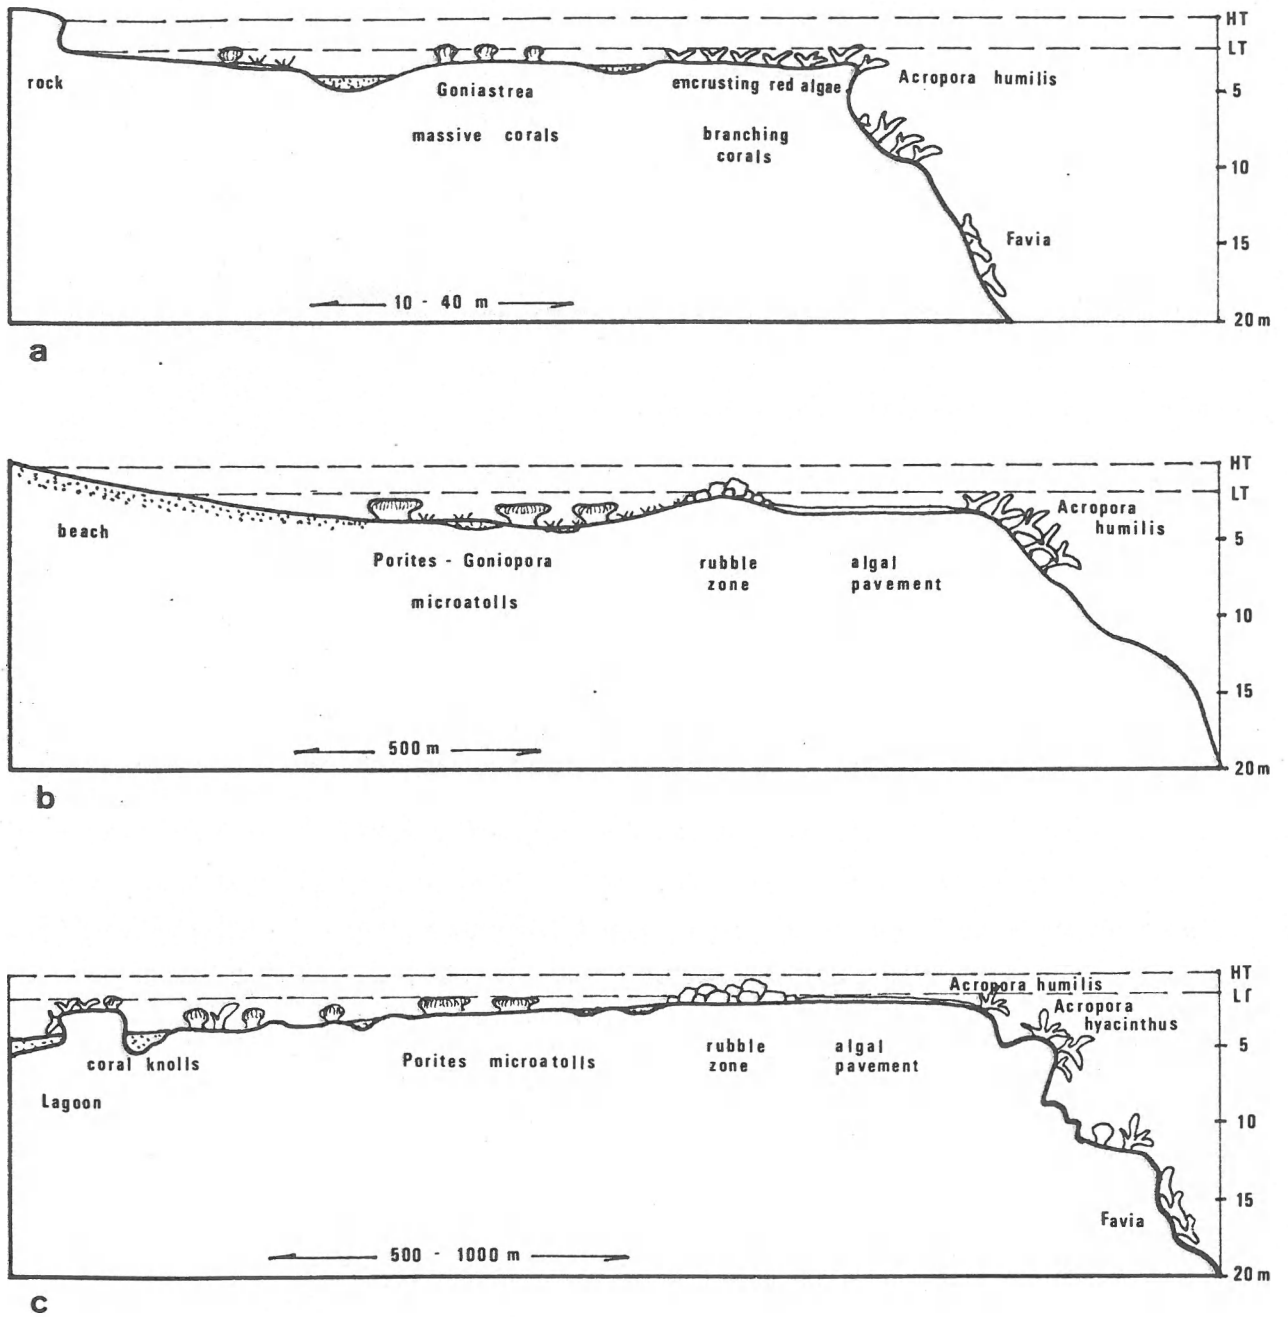 HT
LT
rock
Goniastrea
encrusting red algae
Acropora humilis
5
massive corals
branching
corals
10
Favia
15
10 - 40 m
20 m
a
HT
LT
Acropora
humilis
beach
5
Porites - Goniopora
rubble
zone
algal
pavement
microatolls
10
15
500 m
20 m
b
HT
Acropora humilis
LT
Acropora
hyacinthus
coral knolls
Porites microatolls
rubble
zone
algal
pavement
5
Lagoon
10
15
Favia
500 - 1000 m
20 m
c